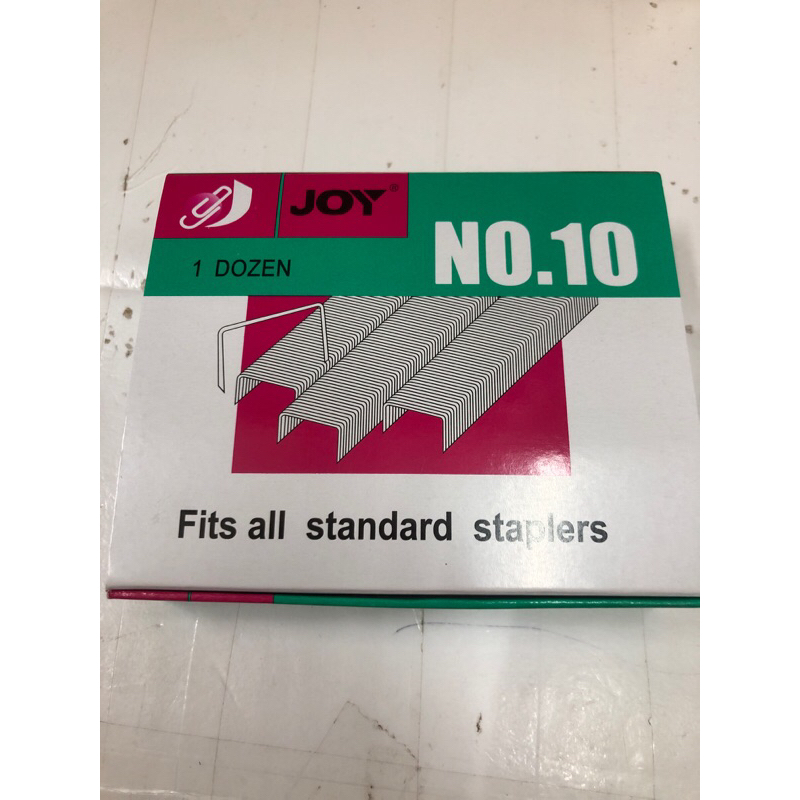 JOY®
1 DOZEN
NO.10
Fits all standard staplers